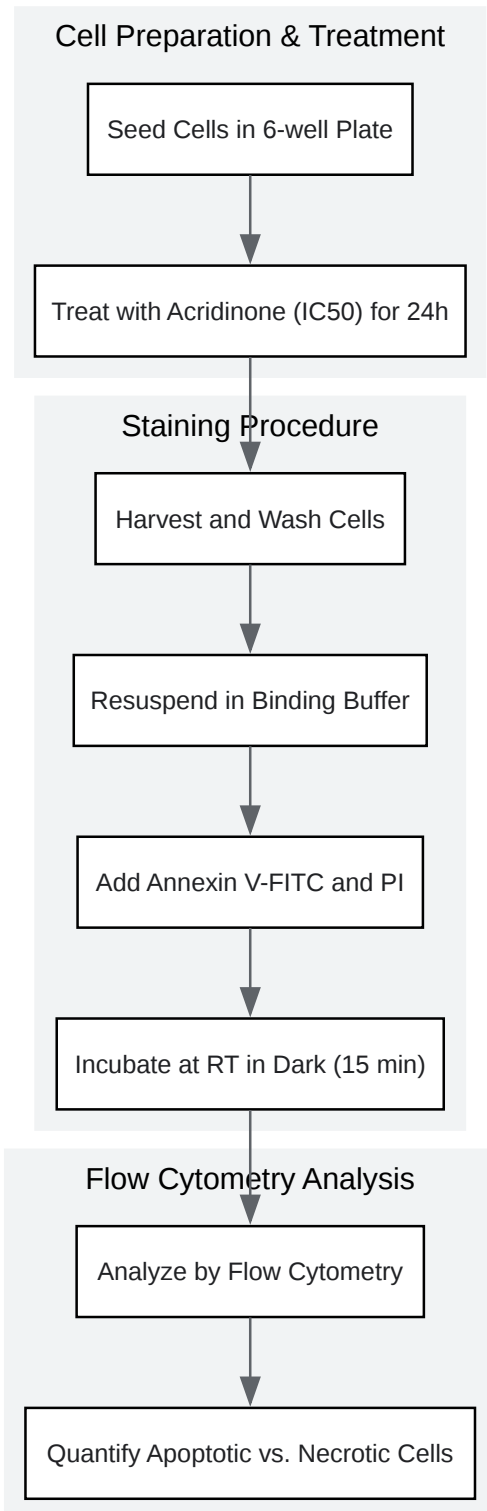 Cell Preparation & Treatment
Seed Cells in 6-well Plate
Treat with Acridinone (IC50) for 24h
Staining Procedure
Harvest and Wash Cells
Resuspend in Binding Buffer
Add Annexin V-FITC and PI
Incubate at RT in Dark (15 min)
Flow Cytometry Analysis
Analyze by Flow Cytometry
Quantify Apoptotic vs. Necrotic Cells